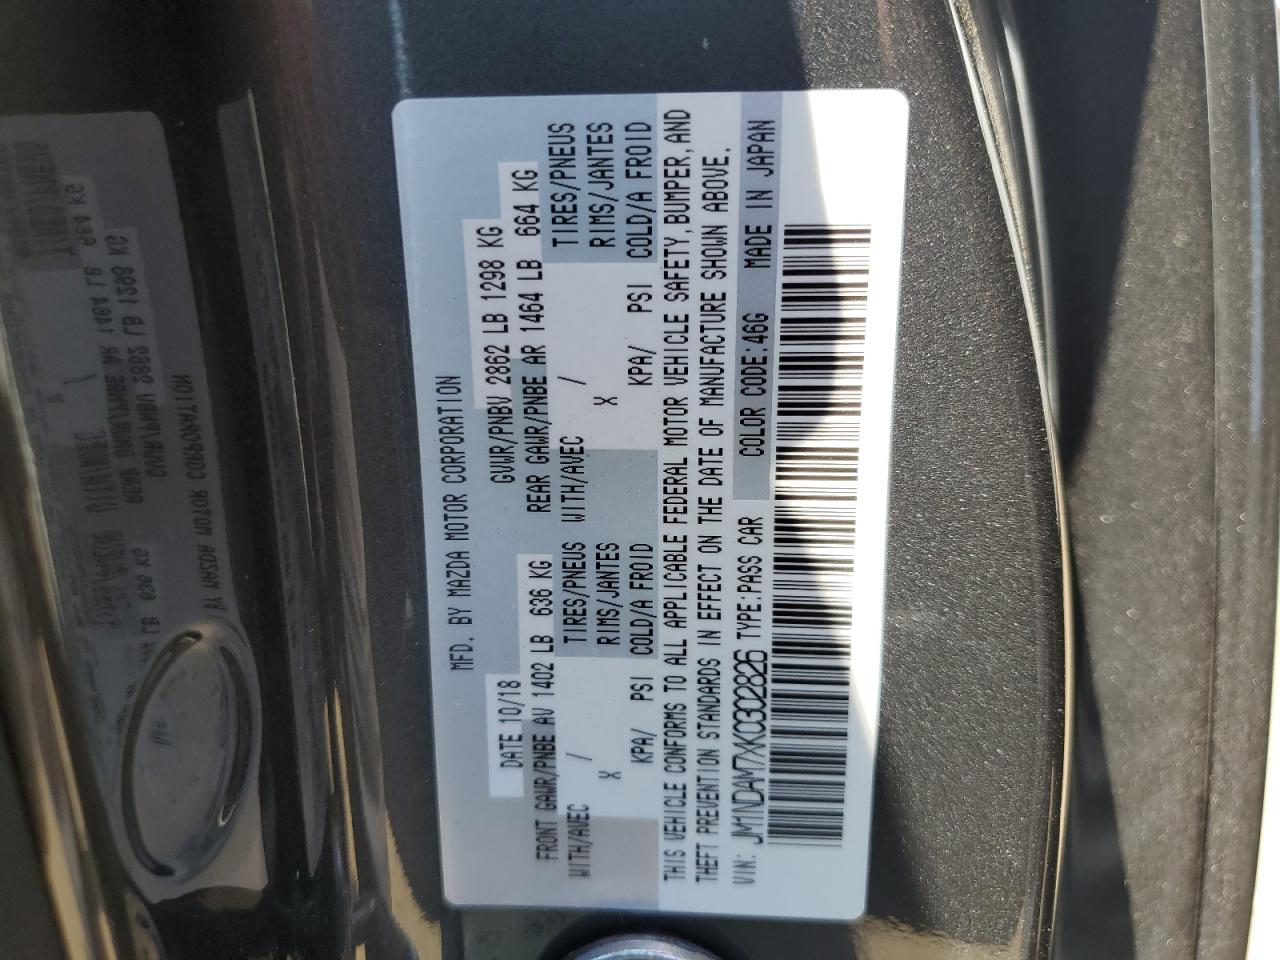 MFD. BY MAZDA MOTOR CORPORATION
DATE 10/18 GVWR/PNBV 2862 LB 1298 KG
FRONT GAWR/PNBE AV 1402 LB 636 KG REAR GAWR/PNBE AR 1464 LB 664 KG
WITH/AVEC / TIRES/PNEUS WITH/AVEC / TIRES/PNEUS
X RIMS/JANTES X RIMS/JANTES
KPA/ PSI COLD/A FROID KPA/ PSI COLD/A FROID
THIS VEHICLE CONFORMS TO ALL APPLICABLE FEDERAL MOTOR VEHICLE SAFETY, BUMPER, AND
THEFT PREVENTION STANDARDS IN EFFECT ON THE DATE OF MANUFACTURE SHOWN ABOVE.
VIN: JM1NDAM7XK0302826 TYPE:PASS CAR COLOR CODE:46G MADE IN JAPAN